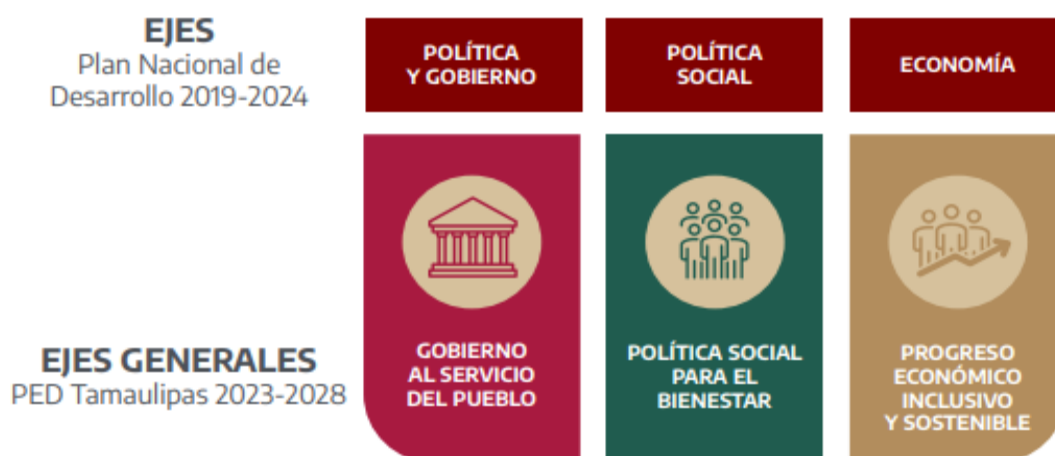 EJES
Plan Nacional de
Desarrollo 2019-2024
POLÍTICA
Y GOBIERNO
POLÍTICA
SOCIAL
ECONOMÍA
EJES GENERALES
PED Tamaulipas 2023-2028
GOBIERNO
AL SERVICIO
DEL PUEBLO
POLÍTICA SOCIAL
PARA EL
BIENESTAR
PROGRESO
ECONÓMICO
INCLUSIVO
Y SOSTENIBLE